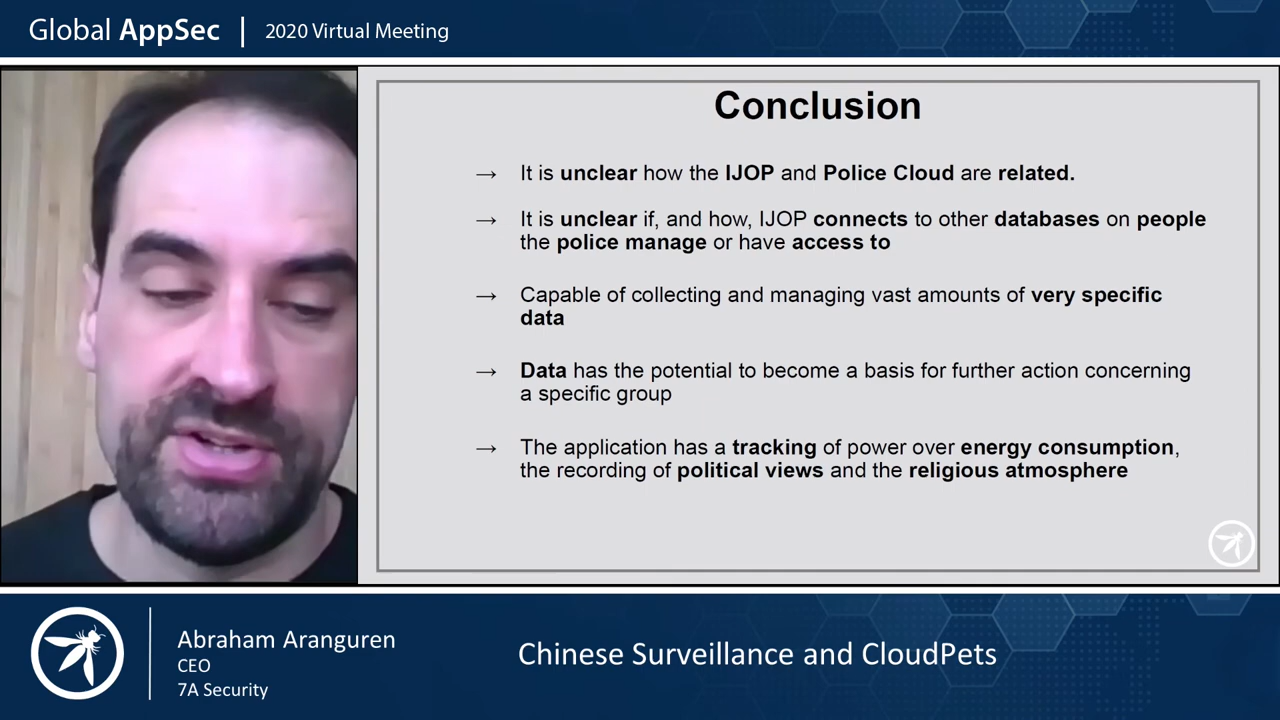 Global AppSec | 2020 Virtual Meeting
Conclusion
→ It is unclear how the IJOP and Police Cloud are related.
→ It is unclear if, and how, IJOP connects to other databases on people
the police manage or have access to
→ Capable of collecting and managing vast amounts of very specific
data
→ Data has the potential to become a basis for further action concerning
a specific group
→ The application has a tracking of power over energy consumption,
the recording of political views and the religious atmosphere
Abraham Aranguren
CEO
7A Security
Chinese Surveillance and CloudPets